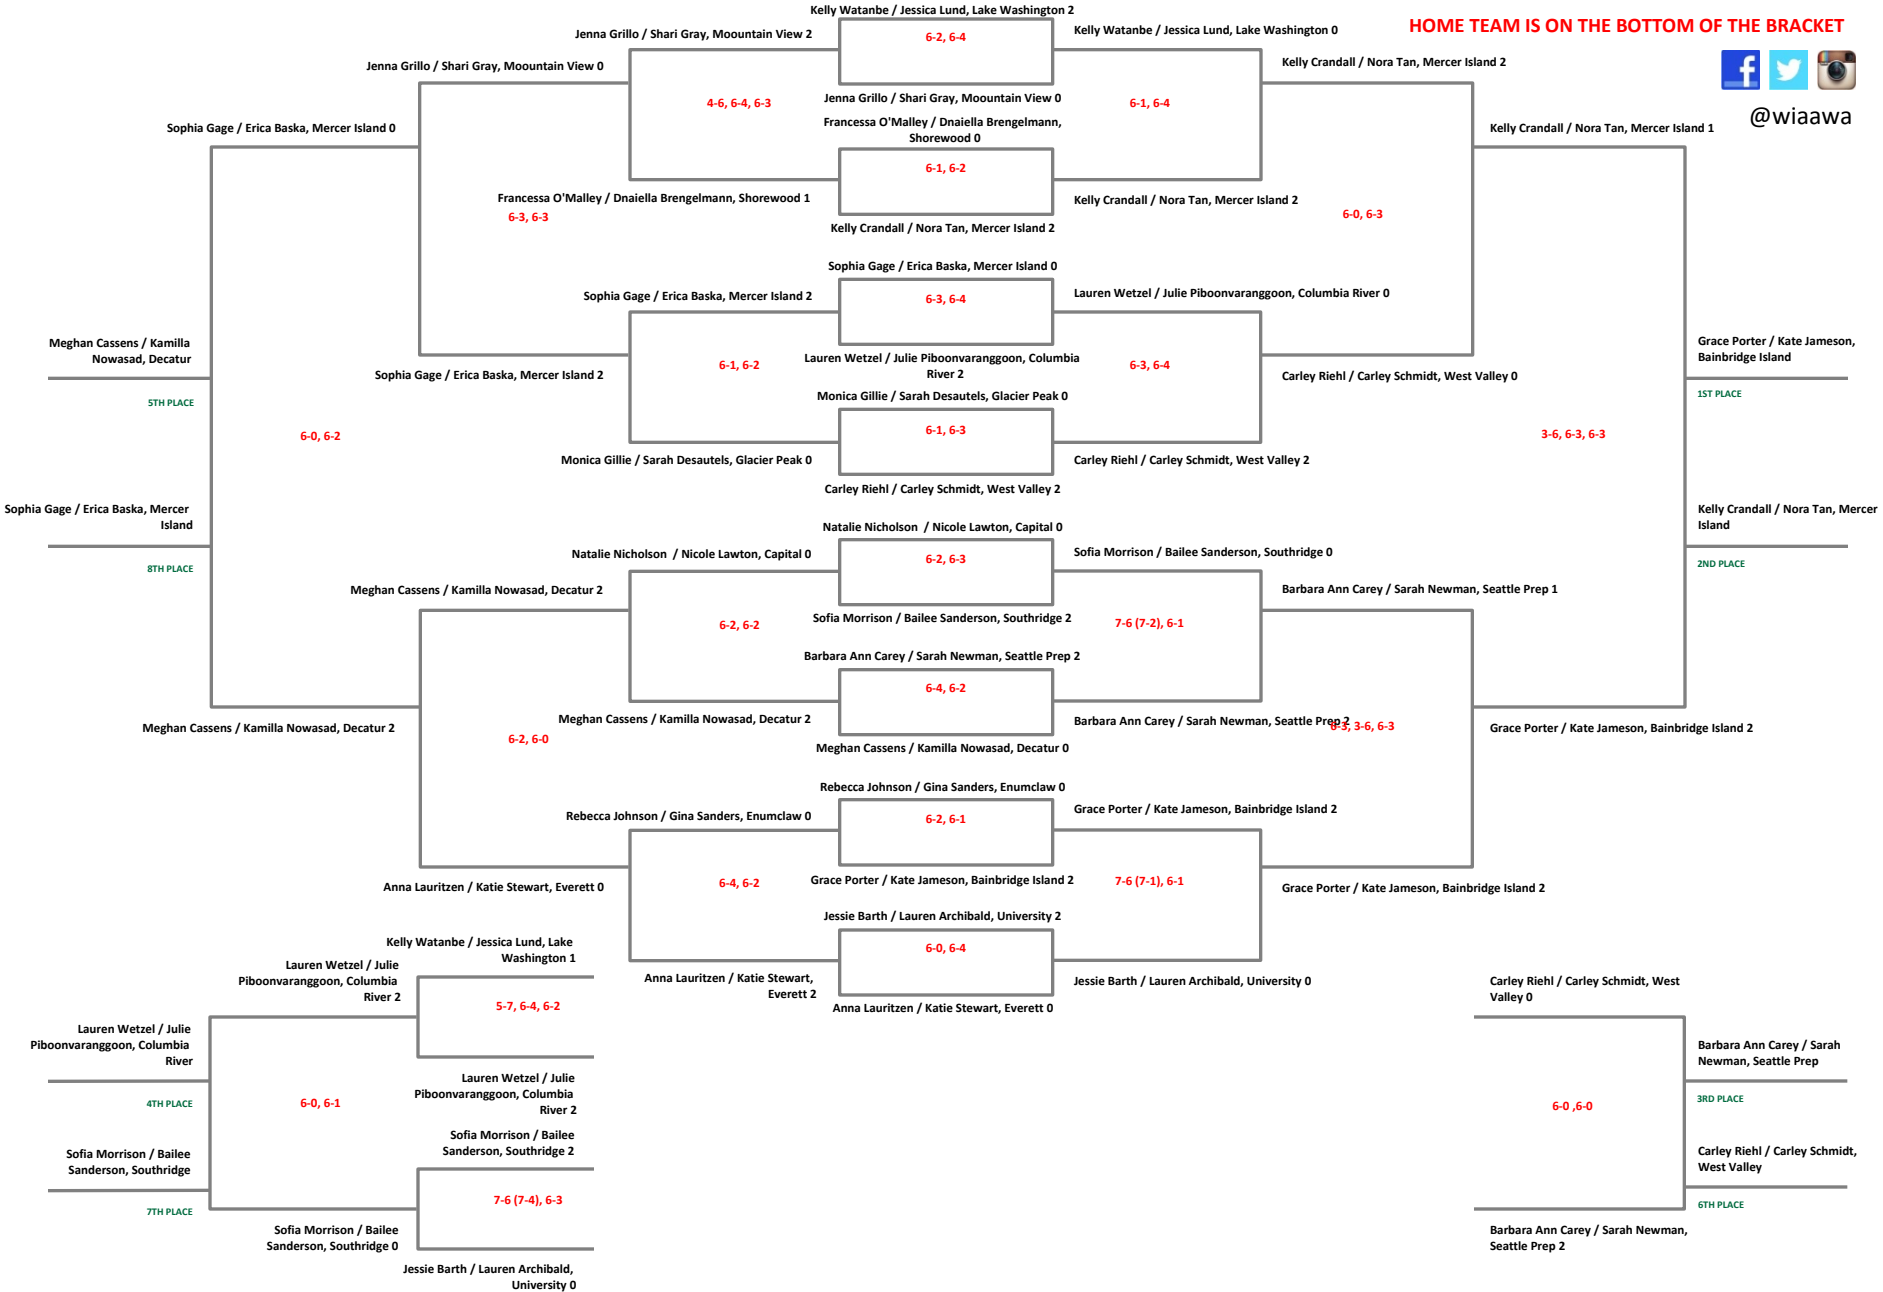 Kelly Watanbe / Jessica Lund, Lake Washington 2
HOME TEAM IS ON THE BOTTOM OF THE BRACKET
Jenna Grillo / Shari Gray, Moountain View 2
6-2, 6-4
Kelly Watanbe / Jessica Lund, Lake Washington 0
Jenna Grillo / Shari Gray, Moountain View 0
Kelly Crandall / Nora Tan, Mercer Island 2
4-6, 6-4, 6-3
Jenna Grillo / Shari Gray, Moountain View 0
6-1, 6-4
@wiaawa
Sophia Gage / Erica Baska, Mercer Island 0
Francessa O'Malley / Dnaiella Brengelmann,
Shorewood 0
Kelly Crandall / Nora Tan, Mercer Island 1
6-1, 6-2
Francessa O'Malley / Dnaiella Brengelmann, Shorewood 1
Kelly Crandall / Nora Tan, Mercer Island 2
6-3, 6-3
6-0, 6-3
Kelly Crandall / Nora Tan, Mercer Island 2
Sophia Gage / Erica Baska, Mercer Island 0
Sophia Gage / Erica Baska, Mercer Island 2
6-3, 6-4
Lauren Wetzel / Julie Piboonvaranggoon, Columbia River 0
Meghan Cassens / Kamilla
Nowasad, Decatur
Grace Porter / Kate Jameson,
Bainbridge Island
Lauren Wetzel / Julie Piboonvaranggoon, Columbia
River 2
6-1, 6-2
6-3, 6-4
Sophia Gage / Erica Baska, Mercer Island 2
Carley Riehl / Carley Schmidt, West Valley 0
5TH PLACE
Monica Gillie / Sarah Desautels, Glacier Peak 0
1ST PLACE
6-0, 6-2
6-1, 6-3
3-6, 6-3, 6-3
Monica Gillie / Sarah Desautels, Glacier Peak 0
Carley Riehl / Carley Schmidt, West Valley 2
Carley Riehl / Carley Schmidt, West Valley 2
Sophia Gage / Erica Baska, Mercer
Island
Kelly Crandall / Nora Tan, Mercer
Island
Natalie Nicholson  / Nicole Lawton, Capital 0
Natalie Nicholson  / Nicole Lawton, Capital 0
6-2, 6-3
Sofia Morrison / Bailee Sanderson, Southridge 0
8TH PLACE
2ND PLACE
Meghan Cassens / Kamilla Nowasad, Decatur 2
Barbara Ann Carey / Sarah Newman, Seattle Prep 1
Sofia Morrison / Bailee Sanderson, Southridge 2
6-2, 6-2
7-6 (7-2), 6-1
Barbara Ann Carey / Sarah Newman, Seattle Prep 2
6-4, 6-2
Meghan Cassens / Kamilla Nowasad, Decatur 2
Barbara Ann Carey / Sarah Newman, Seattle Prep 2
6-3, 3-6, 6-3
Meghan Cassens / Kamilla Nowasad, Decatur 2
6-2, 6-0
Grace Porter / Kate Jameson, Bainbridge Island 2
Meghan Cassens / Kamilla Nowasad, Decatur 0
Rebecca Johnson / Gina Sanders, Enumclaw 0
Rebecca Johnson / Gina Sanders, Enumclaw 0
6-2, 6-1
Grace Porter / Kate Jameson, Bainbridge Island 2
6-4, 6-2
Grace Porter / Kate Jameson, Bainbridge Island 2
7-6 (7-1), 6-1
Anna Lauritzen / Katie Stewart, Everett 0
Grace Porter / Kate Jameson, Bainbridge Island 2
Jessie Barth / Lauren Archibald, University 2
Kelly Watanbe / Jessica Lund, Lake
Washington 1
6-0, 6-4
Lauren Wetzel / Julie
Piboonvaranggoon, Columbia
River 2
Anna Lauritzen / Katie Stewart,
Everett 2
Jessie Barth / Lauren Archibald, University 0
Carley Riehl / Carley Schmidt, West
Valley 0
5-7, 6-4, 6-2
Anna Lauritzen / Katie Stewart, Everett 0
Lauren Wetzel / Julie
Piboonvaranggoon, Columbia
River
Barbara Ann Carey / Sarah
Newman, Seattle Prep
Lauren Wetzel / Julie
Piboonvaranggoon, Columbia
River 2
4TH PLACE
6-0, 6-1
6-0 ,6-0
3RD PLACE
Sofia Morrison / Bailee
Sanderson, Southridge 2
Sofia Morrison / Bailee
Sanderson, Southridge
Carley Riehl / Carley Schmidt,
West Valley
7-6 (7-4), 6-3
7TH PLACE
6TH PLACE
Sofia Morrison / Bailee
Sanderson, Southridge 0
Barbara Ann Carey / Sarah Newman,
Seattle Prep 2
Jessie Barth / Lauren Archibald,
University 0